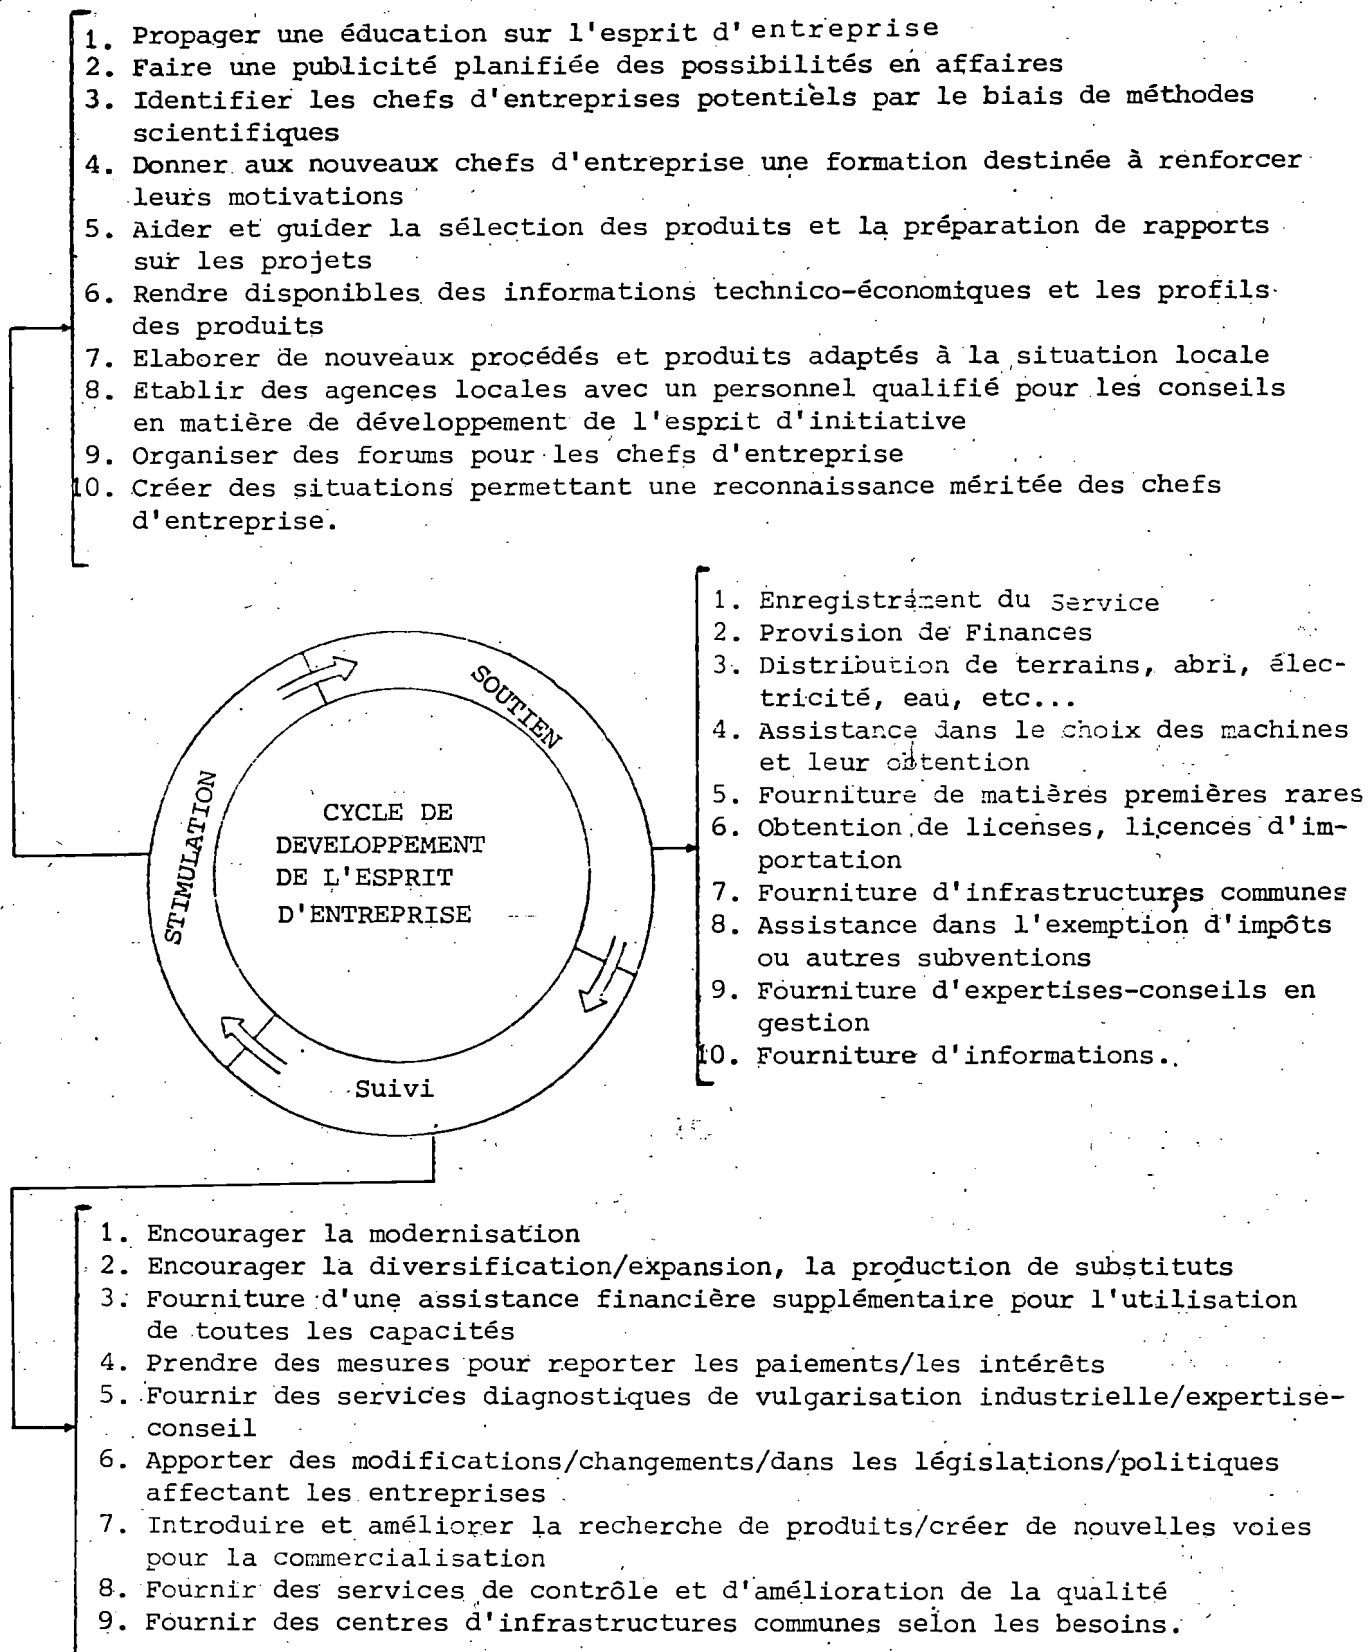 1. Propager une éducation sur l'esprit d'entreprise
2. Faire une publicité planifiée des possibilités en affaires
3. Identifier les chefs d'entreprises potentiels par le biais de méthodes
scientifiques
4. Donner aux nouveaux chefs d'entreprise une formation destinée à renforcer
leurs motivations
5. Aider et guider la sélection des produits et la préparation de rapports
sur les projets
6. Rendre disponibles des informations technico-économiques et les profils
des produits
7. Elaborer de nouveaux procédés et produits adaptés à la situation locale
8. Etablir des agences locales avec un personnel qualifié pour les conseils
en matière de développement de l'esprit d'initiative
9. Organiser des forums pour les chefs d'entreprise
10. Créer des situations permettant une reconnaissance méritée des chefs
d'entreprise.
STIMULATION
SOUTIEN
Suivi
CYCLE DE
DEVELOPPEMENT
DE L'ESPRIT
D'ENTREPRISE
1. Enregistrement du Service
2. Provision de Finances
3. Distribution de terrains, abri, élec-
tricité, eau, etc...
4. Assistance dans le choix des machines
et leur obtention
5. Fourniture de matières premières rares
6. Obtention de licenses, licences d'im-
portation
7. Fourniture d'infrastructures communes
8. Assistance dans l'exemption d'impôts
ou autres subventions
9. Fourniture d'expertises-conseils en
gestion
10. Fourniture d'informations.
1. Encourager la modernisation
2. Encourager la diversification/expansion, la production de substituts
3. Fourniture d'une assistance financière supplémentaire pour l'utilisation
de toutes les capacités
4. Prendre des mesures pour reporter les paiements/les intérêts
5. Fournir des services diagnostiques de vulgarisation industrielle/expertise-
conseil
6. Apporter des modifications/changements/dans les législations/politiques
affectant les entreprises
7. Introduire et améliorer la recherche de produits/créer de nouvelles voies
pour la commercialisation
8. Fournir des services de contrôle et d'amélioration de la qualité
9. Fournir des centres d'infrastructures communes selon les besoins.